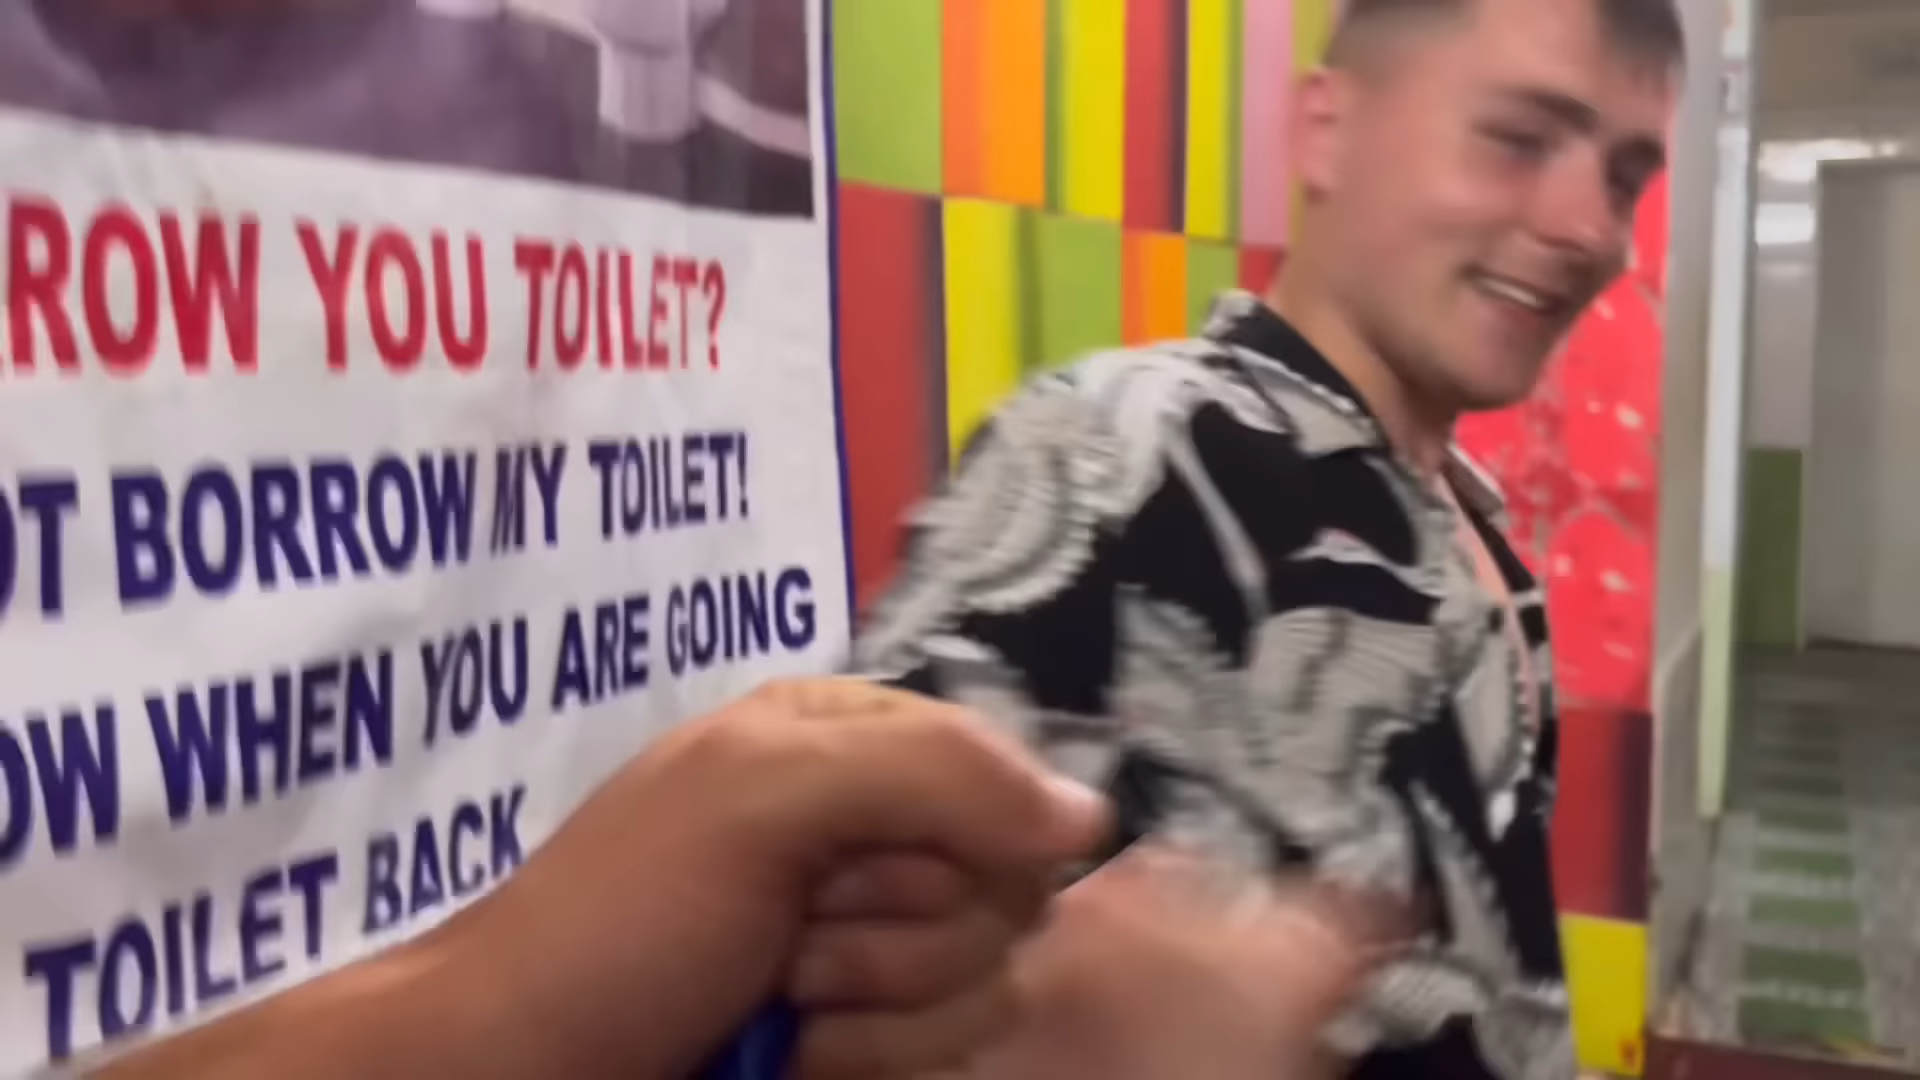 ROW YOU TOILET?
OT BORROW MY TOILET!
OW WHEN YOU ARE GOING
TOILET BACK